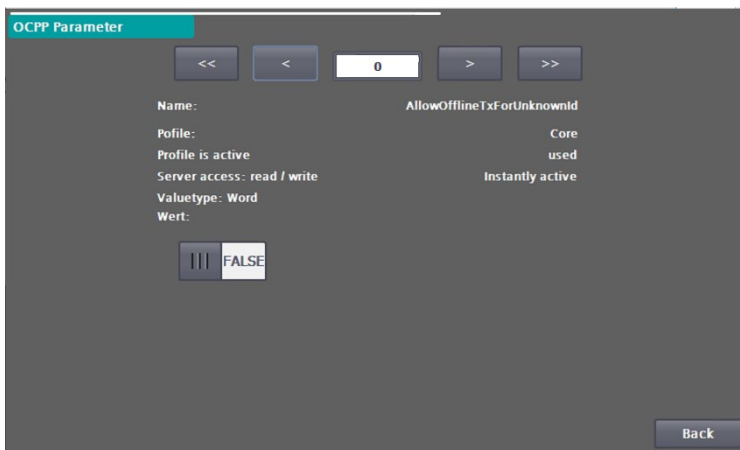 OCPP Parameter
<< < 0 > >>
Name: AllowOfflineTxForUnknownId
Pofile: Core
Profile is active used
Server access: read / write Instantly active
Valuetype: Word
Wert:
FALSE
Back